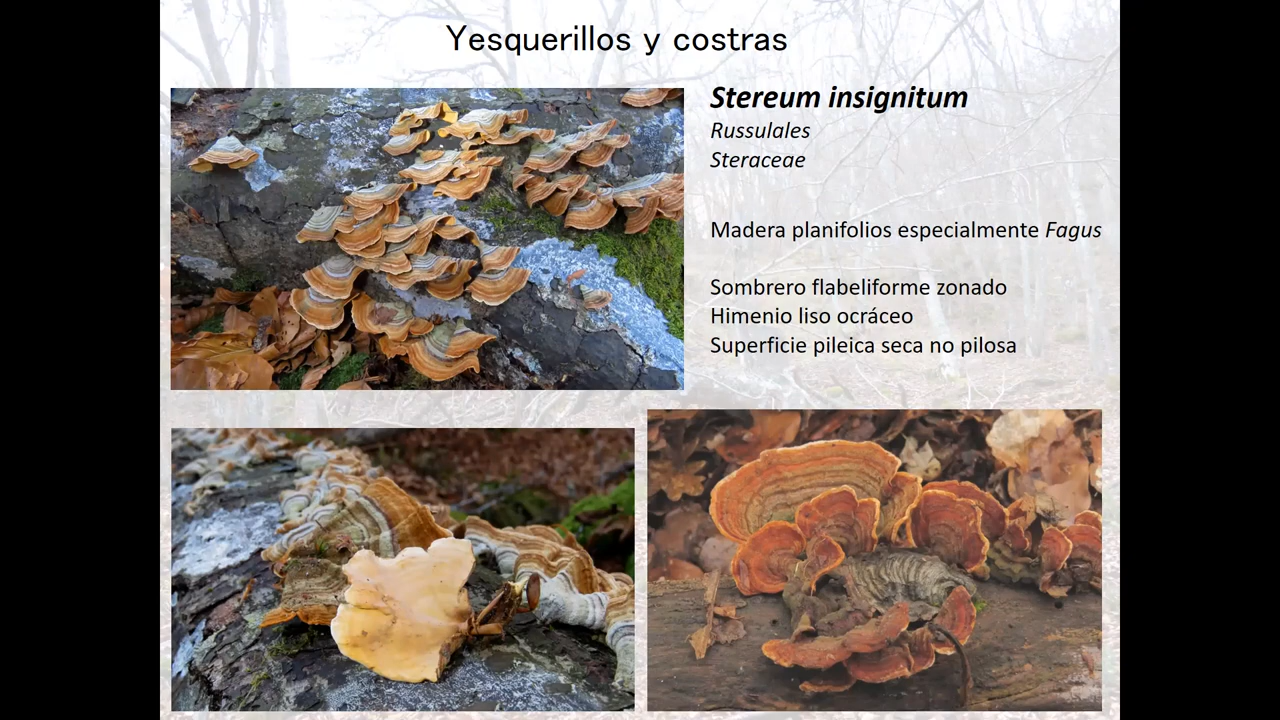 Yesquerillos y costras
Stereum insignitum
Russulales
Steraceae
Madera planifolios especialmente Fagus
Sombrero flabeliforme zonado
Himenio liso ocráceo
Superficie pileica seca no pilosa